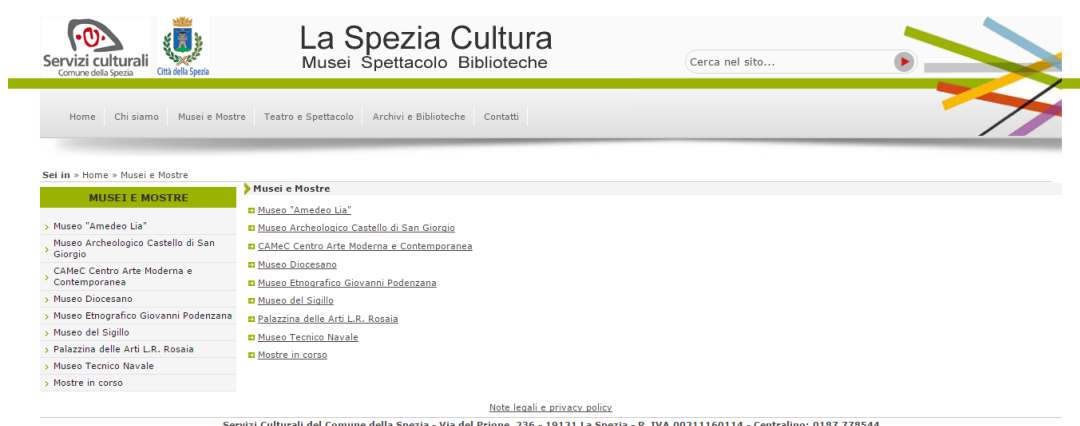 Servizi culturali
Comune della Spezia
Città della Spezia
La Spezia Cultura
Musei Spettacolo Biblioteche
Cerca nel sito...
Home
Chi siamo
Musei e Mostre
Teatro e Spettacolo
Archivi e Biblioteche
Contatti
Sei in » Home » Musei e Mostre
MUSEI E MOSTRE
Museo "Amedeo Lia"
Museo Archeologico Castello di San
Giorgio
CAMeC Centro Arte Moderna e
Contemporanea
Museo Diocesano
Museo Etnografico Giovanni Podenzana
Museo del Sigillo
Palazzina delle Arti L.R. Rosaia
Museo Tecnico Navale
Mostre in corso
Musei e Mostre
Museo "Amedeo Lia"
Museo Archeologico Castello di San Giorgio
CAMeC Centro Arte Moderna e Contemporanea
Museo Diocesano
Museo Etnografico Giovanni Podenzana
Museo del Sigillo
Palazzina delle Arti L.R. Rosaia
Museo Tecnico Navale
Mostre in corso
Note legali e privacy policy
Servizi Culturali del Comune della Spezia - Via del Prione, 236 - 19121 La Spezia - P. IVA 00211160114 - Centralino: 0187 778544